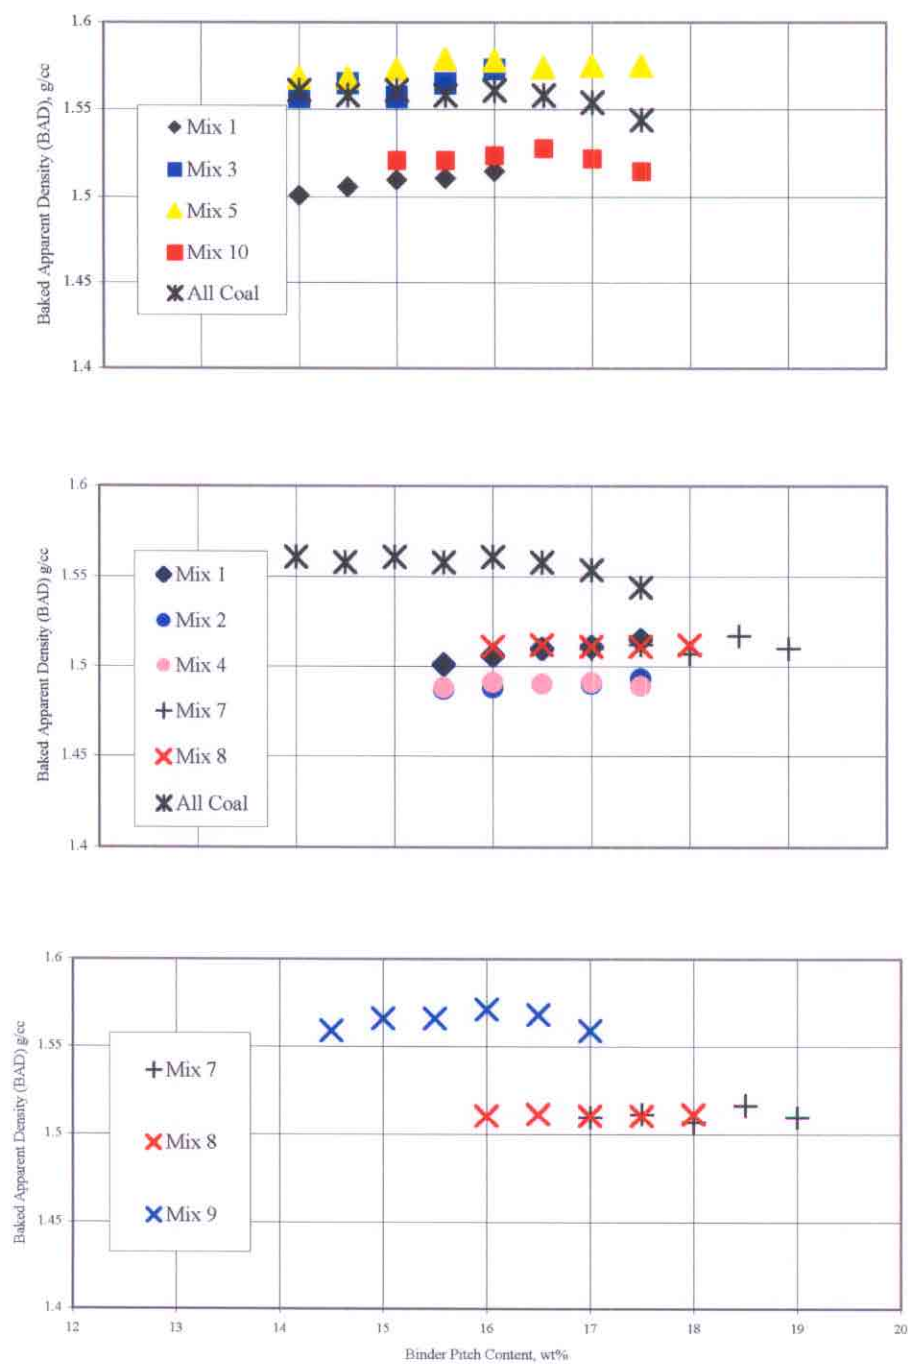 1.6
1.55
1.5
1.45
1.4
Baked Apparent Density (BAD), g/cc
Mix 1
Mix 3
Mix 5
Mix 10
All Coal
1.6
1.55
1.5
1.45
1.4
Baked Apparent Density (BAD) g/cc
Mix 1
Mix 2
Mix 4
Mix 7
Mix 8
All Coal
1.6
1.55
1.5
1.45
1.4
Baked Apparent Density (BAD) g/cc
Mix 7
Mix 8
Mix 9
12 13 14 15 16 17 18 19 20
Binder Pitch Content, wt%